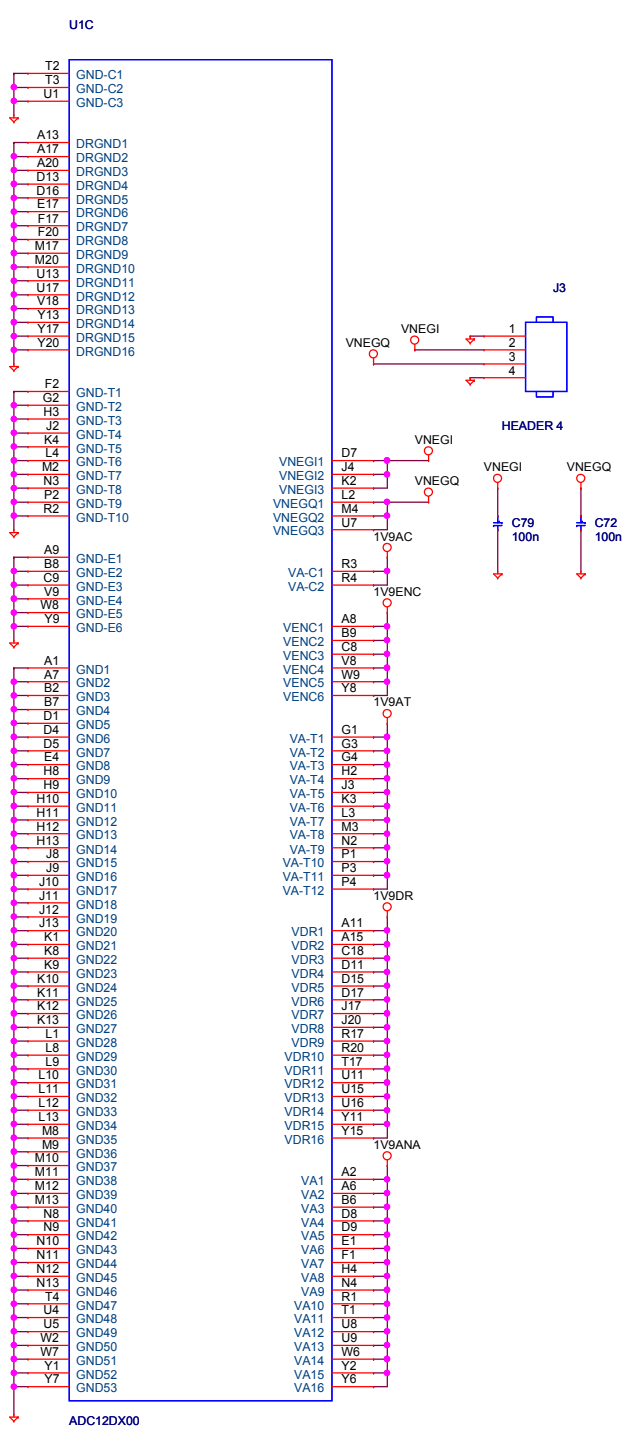 U1C
T2 GND-C1
T3 GND-C2
U1 GND-C3
A13 DRGND1
A17 DRGND2
A20 DRGND3
D13 DRGND4
D16 DRGND5
E17 DRGND6
F17 DRGND7
F20 DRGND8
M17 DRGND9
M20 DRGND10
U13 DRGND11
U17 DRGND12
V18 DRGND13
Y13 DRGND14
Y17 DRGND15
Y20 DRGND16
F2 GND-T1
G2 GND-T2
H3 GND-T3
J2 GND-T4
K4 GND-T5
L4 GND-T6
M2 GND-T7
N3 GND-T8
P2 GND-T9
R2 GND-T10
A9 GND-E1
B8 GND-E2
C9 GND-E3
V9 GND-E4
W8 GND-E5
Y9 GND-E6
A1 GND1
A7 GND2
B2 GND3
B7 GND4
D1 GND5
D4 GND6
D5 GND7
E4 GND8
H8 GND9
H9 GND10
H10 GND11
H11 GND12
H12 GND13
H13 GND14
J8 GND15
J9 GND16
J10 GND17
J11 GND18
J12 GND19
J13 GND20
K1 GND21
K8 GND22
K9 GND23
K10 GND24
K11 GND25
K12 GND26
K13 GND27
L1 GND28
L8 GND29
L9 GND30
L10 GND31
L11 GND32
L12 GND33
L13 GND34
M8 GND35
M9 GND36
M10 GND37
M11 GND38
M12 GND39
M13 GND40
N8 GND41
N9 GND42
N10 GND43
N11 GND44
N12 GND45
N13 GND46
T4 GND47
U4 GND48
U5 GND49
W2 GND50
W7 GND51
Y1 GND52
Y7 GND53
ADC12DX00
VNEGI
VNEGI1 D7
VNEGI2 J4
VNEGI3 K2
VNEGQ
VNEGQ1 L2
VNEGQ2 M4
VNEGQ3 U7
1V9AC
VA-C1 R3
VA-C2 R4
1V9ENC
VENC1 A8
VENC2 B9
VENC3 C8
VENC4 V8
VENC5 W9
VENC6 Y8
1V9AT
VA-T1 G1
VA-T2 G3
VA-T3 G4
VA-T4 H2
VA-T5 J3
VA-T6 K3
VA-T7 L3
VA-T8 M3
VA-T9 N2
VA-T10 P1
VA-T11 P3
VA-T12 P4
1V9DR
VDR1 A11
VDR2 A15
VDR3 C18
VDR4 D11
VDR5 D15
VDR6 D17
VDR7 J17
VDR8 J20
VDR9 R17
VDR10 R20
VDR11 T17
VDR12 U11
VDR13 U15
VDR14 U16
VDR15 Y11
VDR16 Y15
1V9ANA
VA1 A2
VA2 A6
VA3 B6
VA4 D8
VA5 D9
VA6 E1
VA7 F1
VA8 H4
VA9 N4
VA10 R1
VA11 T1
VA12 U8
VA13 U9
VA14 W6
VA15 Y2
VA16 Y6
J3
VNEGI
VNEGQ
1
2
3
4
HEADER 4
VNEGI
C79
100n
VNEGQ
C72
100n